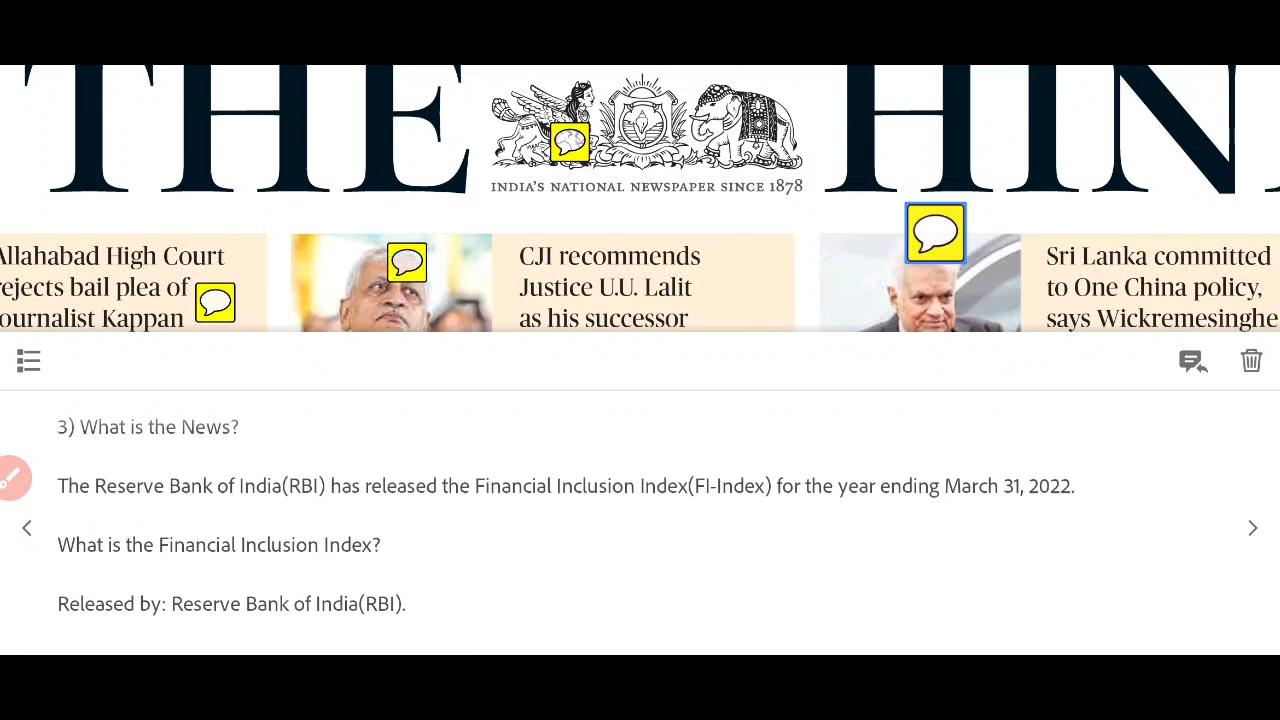 THE HIN
INDIA'S NATIONAL NEWSPAPER SINCE 1878
Allahabad High Court
rejects bail plea of
journalist Kappan
CJI recommends
Justice U.U. Lalit
as his successor
Sri Lanka committed
to One China policy,
says Wickremesinghe
3) What is the News?
The Reserve Bank of India(RBI) has released the Financial Inclusion Index(FI-Index) for the year ending March 31, 2022.
What is the Financial Inclusion Index?
Released by: Reserve Bank of India(RBI).